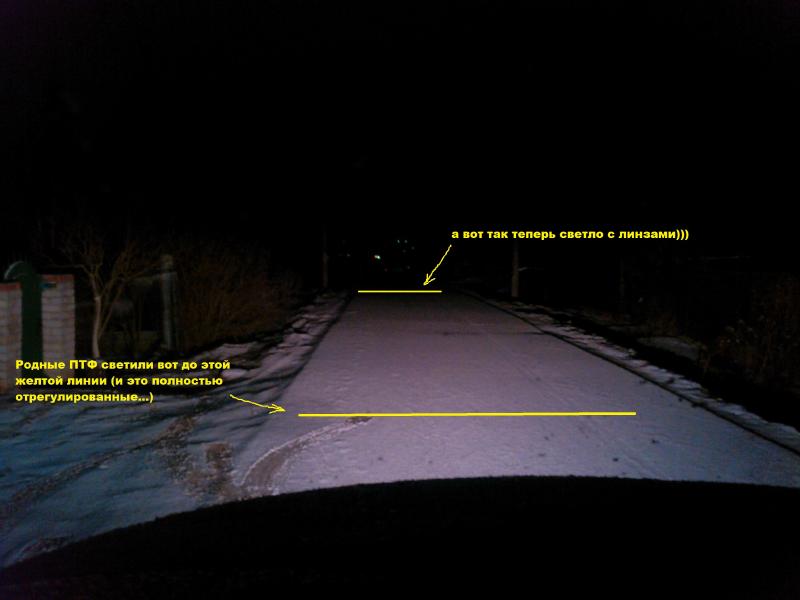 а вот так теперь светло с линзами)))
Родные ПТФ светили вот до этой
желтой линии (и это полностью
отрегулированные...)